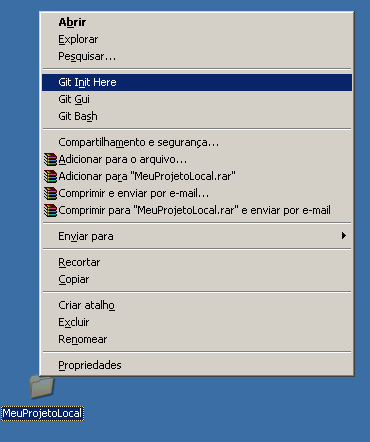 Abrir
Explorar
Pesquisar...
Git Init Here
Git Gui
Git Bash
Compartilhamento e segurança...
Adicionar para o arquivo...
Adicionar para "MeuProjetoLocal.rar"
Comprimir e enviar por e-mail...
Comprimir para "MeuProjetoLocal.rar" e enviar por e-mail
Enviar para
Recortar
Copiar
Criar atalho
Excluir
Renomear
Propriedades
MeuProjetoLocal